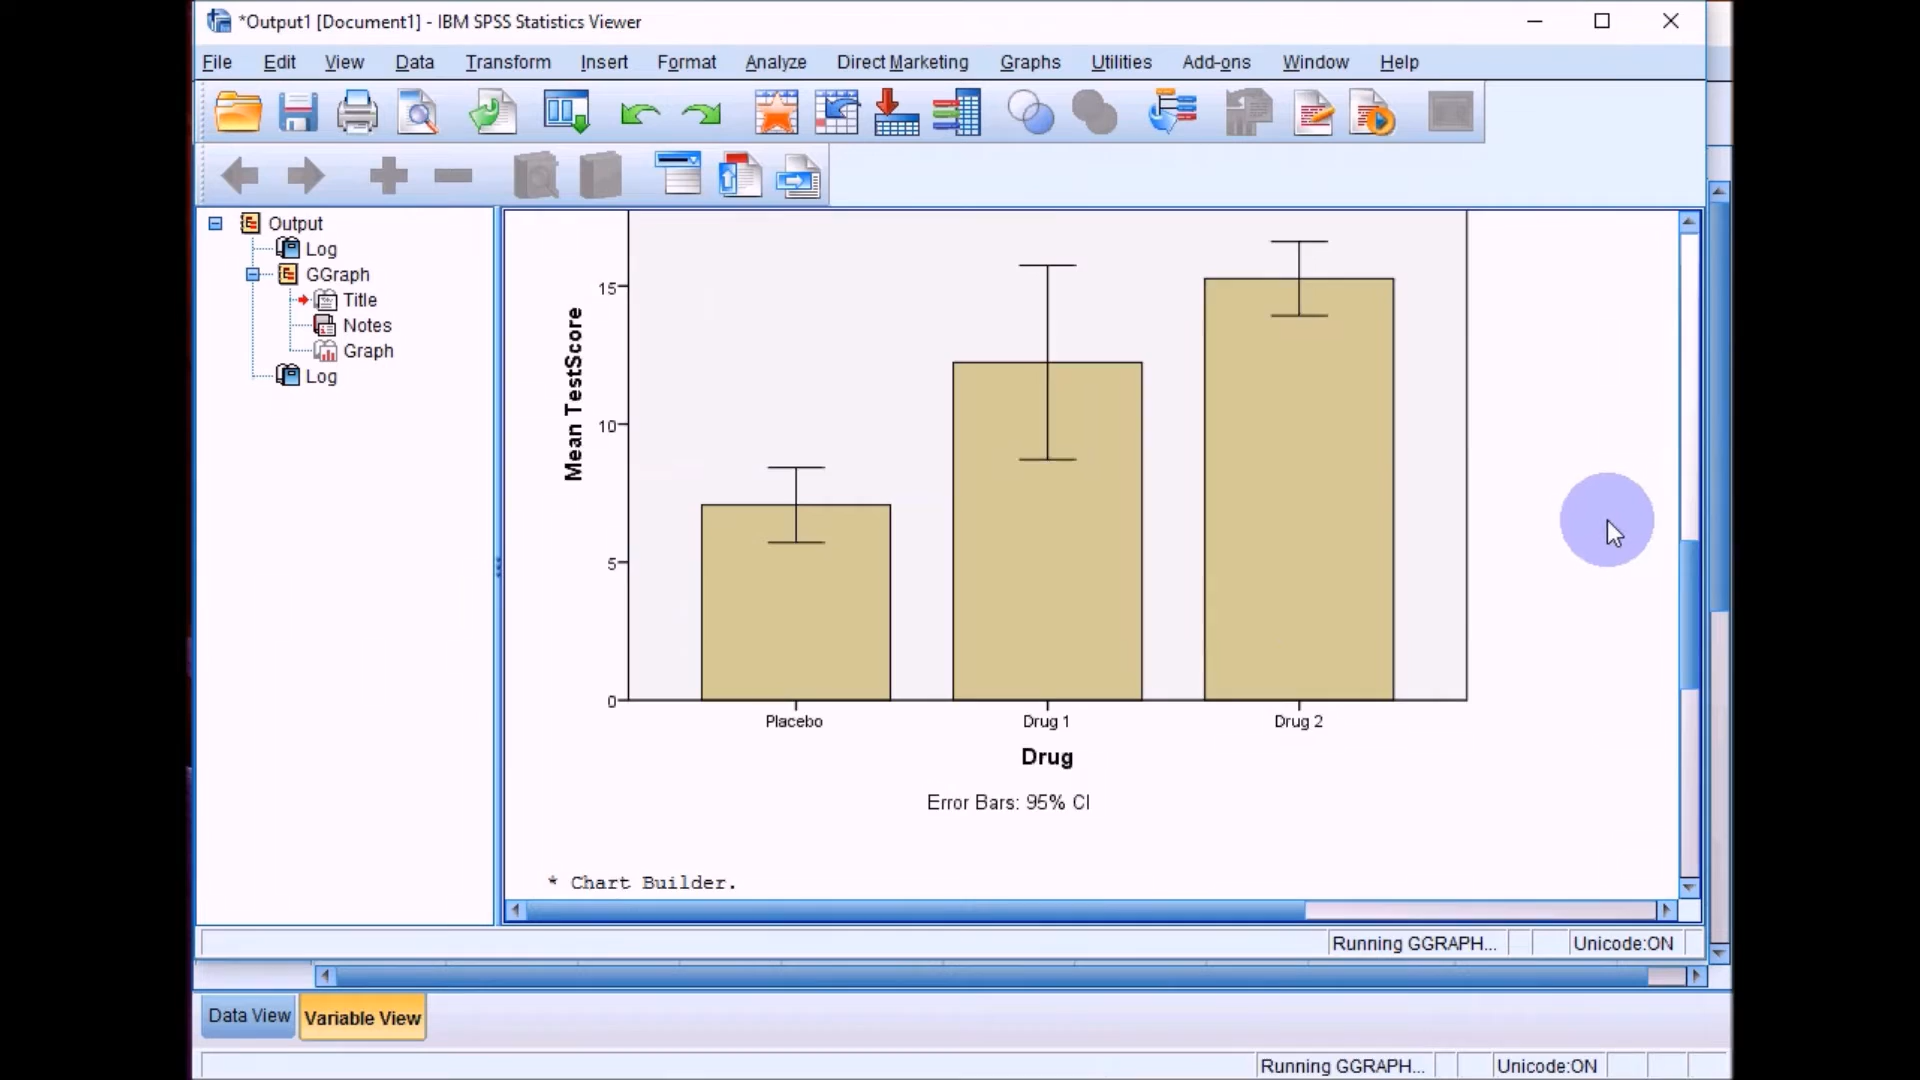 *Output1 [Document1] - IBM SPSS Statistics Viewer
File Edit View Data Transform Insert Format Analyze Direct Marketing Graphs Utilities Add-ons Window Help
Output
Log
GGraph
Title
Notes
Graph
Log
Mean TestScore
15
10
5
0
Placebo Drug 1 Drug 2
Drug
Error Bars: 95% CI
* Chart Builder.
Running GGRAPH... Unicode:ON
Data View Variable View
Running GGRAPH... Unicode:ON